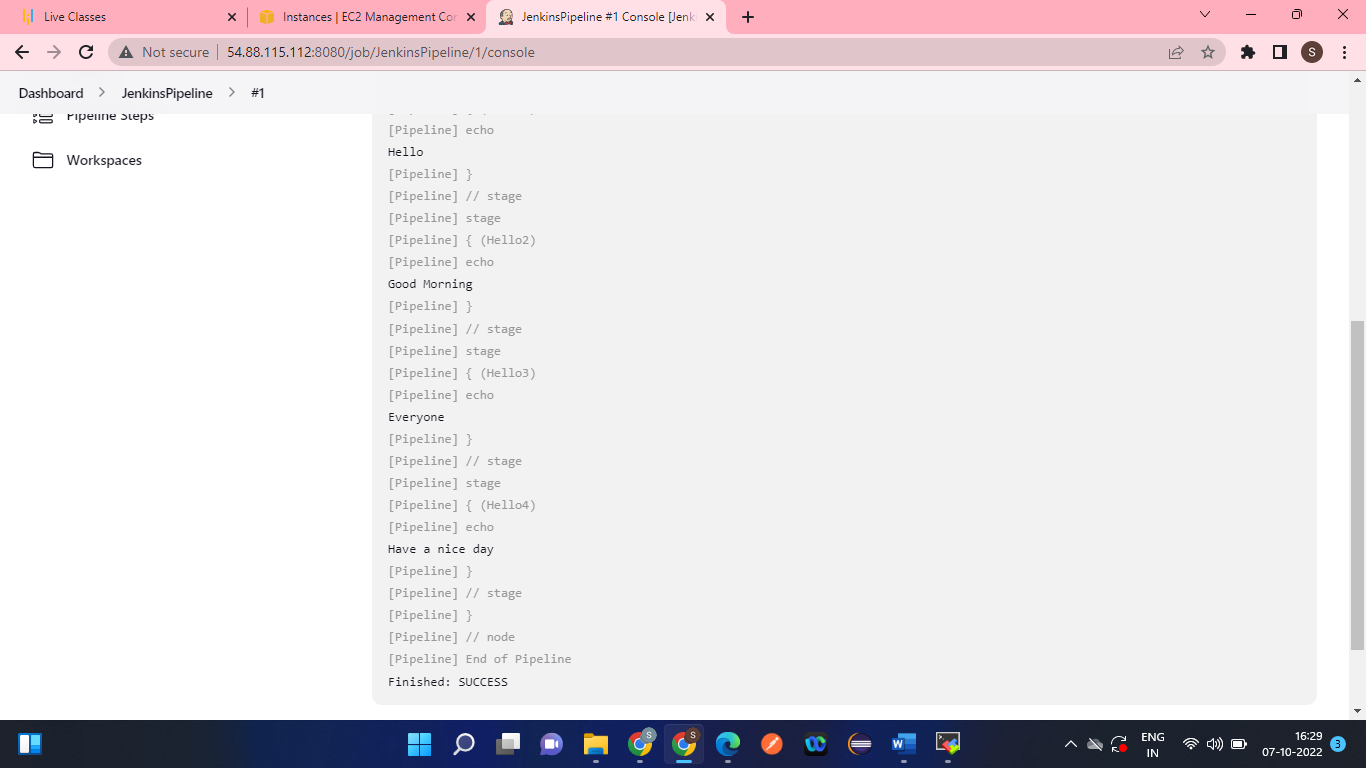 Live Classes
Instances | EC2 Management Cor
JenkinsPipeline #1 Console [Jenk
Not secure
54.88.115.112:8080/job/JenkinsPipeline/1/console
S
Dashboard
JenkinsPipeline
#1
Pipeline Steps
Workspaces
[Pipeline] echo
Hello
[Pipeline] }
[Pipeline] // stage
[Pipeline] stage
[Pipeline] { (Hello2)
[Pipeline] echo
Good Morning
[Pipeline] }
[Pipeline] // stage
[Pipeline] stage
[Pipeline] { (Hello3)
[Pipeline] echo
Everyone
[Pipeline] }
[Pipeline] // stage
[Pipeline] stage
[Pipeline] { (Hello4)
[Pipeline] echo
Have a nice day
[Pipeline] }
[Pipeline] // stage
[Pipeline] }
[Pipeline] // node
[Pipeline] End of Pipeline
Finished: SUCCESS
S
S
ENG
IN
16:29
07-10-2022
3